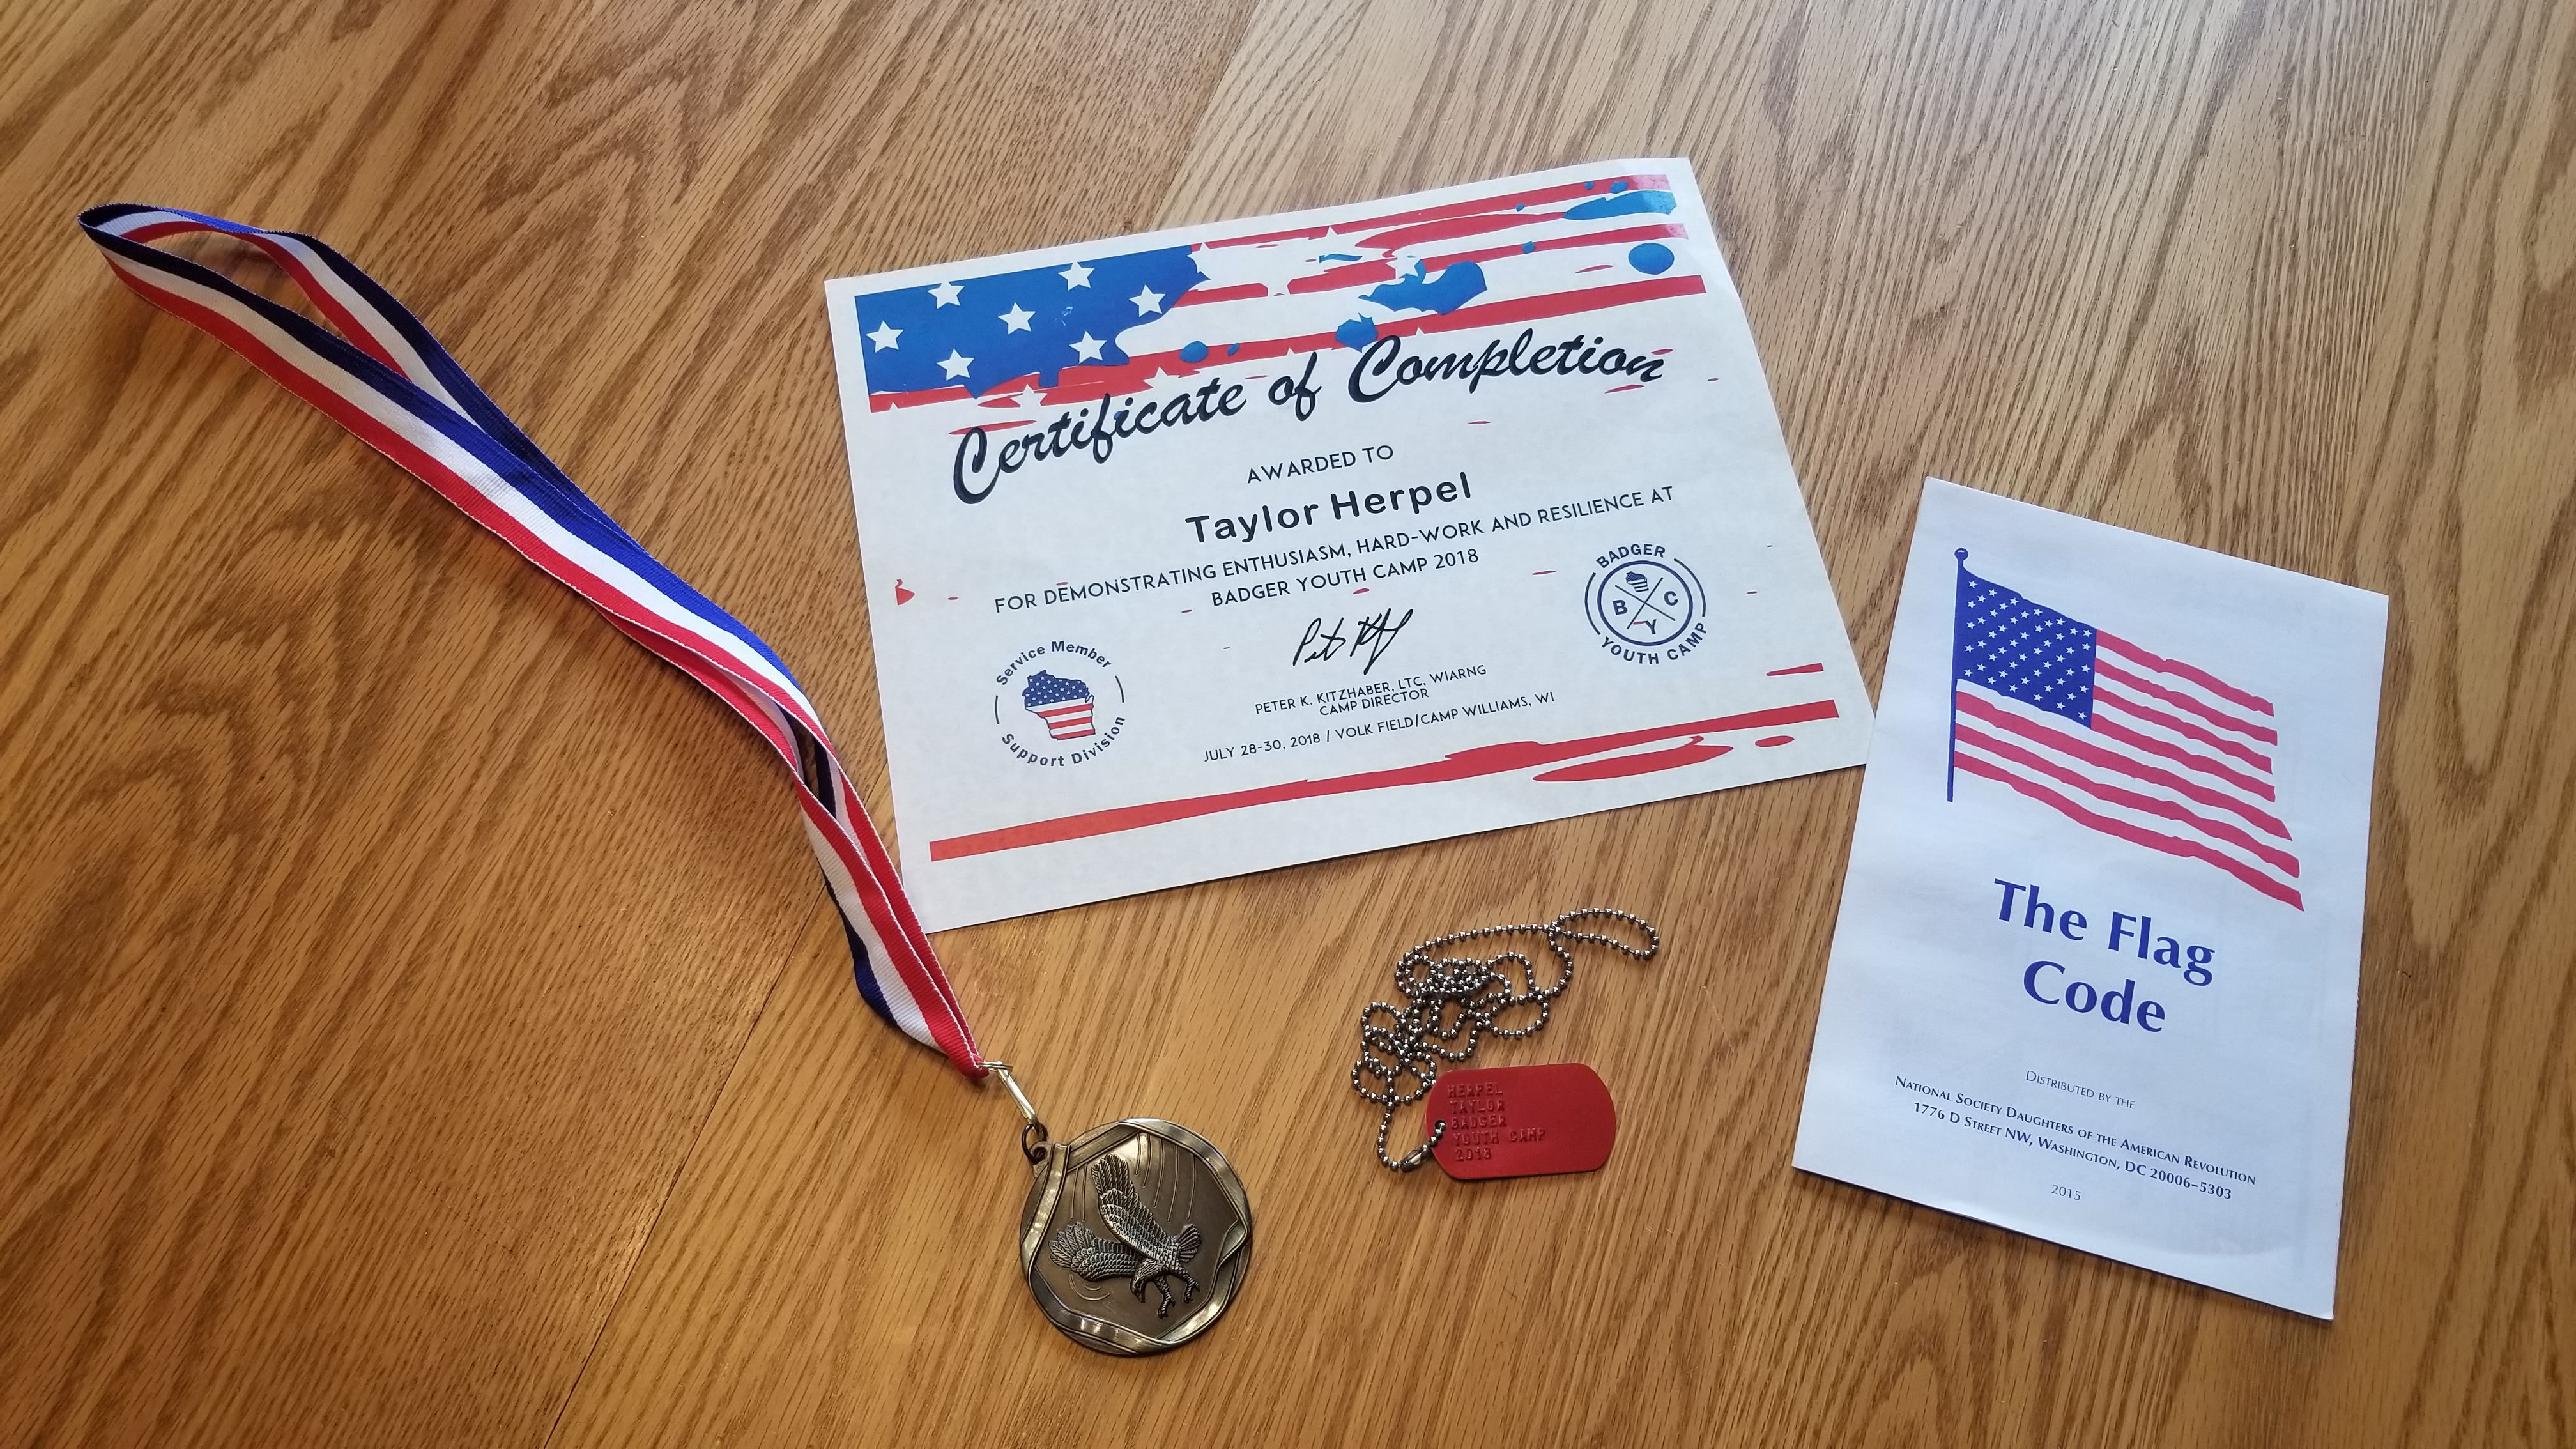 Certificate of Completion
AWARDED TO
Taylor Herpel
FOR DEMONSTRATING ENTHUSIASM, HARD-WORK AND RESILIENCE AT
BADGER YOUTH CAMP 2018
PETER K. KITZHABER, LTC, WIARNG
CAMP DIRECTOR
JULY 28-30, 2018 / VOLK FIELD/CAMP WILLIAMS, WI
Service Member
Support Division
BADGER
B C
Y
YOUTH CAMP
HERPEL
TAYLOR
BADGER
YOUTH CAMP
2018
The Flag
Code
DISTRIBUTED BY THE
NATIONAL SOCIETY DAUGHTERS OF THE AMERICAN REVOLUTION
1776 D STREET NW, WASHINGTON, DC 20006–5303
2015